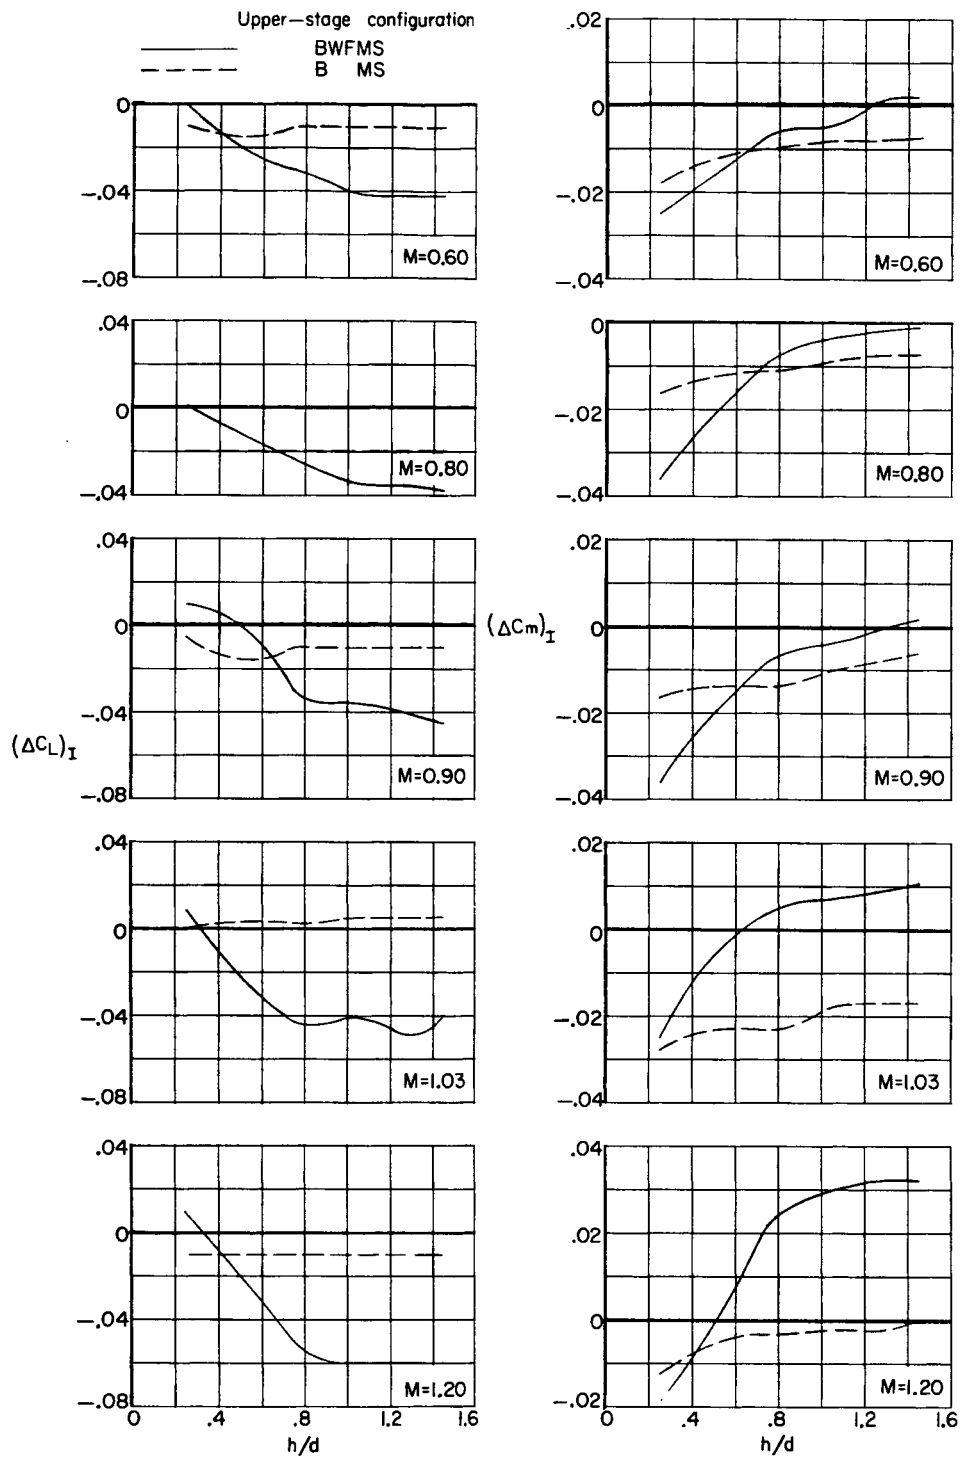 Upper—stage configuration
BWFMS
B MS
0
—.04
—.08
M=0.60
.02
0
—.02
—.04
M=0.60
.04
0
—.04
M=0.80
0
—.02
—.04
M=0.80
.04
0
—.04
—.08
M=0.90
(ΔCL)I
.02
0
—.02
—.04
M=0.90
(ΔCm)I
.04
0
—.04
—.08
M=1.03
.02
0
—.02
—.04
M=1.03
.04
0
—.04
—.08
M=1.20
0 .4 .8 1.2 1.6
h/d
.04
.02
0
—.02
M=1.20
0 .4 .8 1.2 1.6
h/d